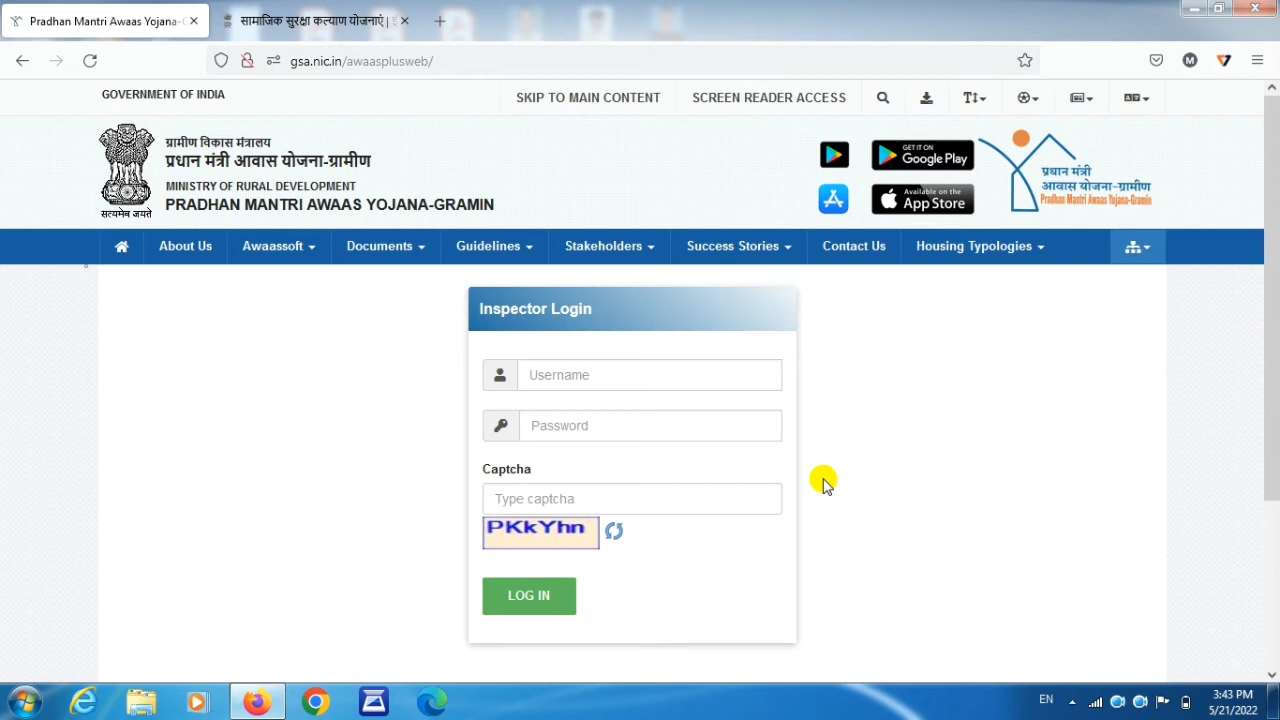 Pradhan Mantri Awaas Yojana-G
सामाजिक सुरक्षा कल्याण योजनाएं |
gsa.nic.in/awaasplusweb/
GOVERNMENT OF INDIA
SKIP TO MAIN CONTENT
SCREEN READER ACCESS
ग्रामीण विकास मंत्रालय
प्रधान मंत्री आवास योजना-ग्रामीण
MINISTRY OF RURAL DEVELOPMENT
PRADHAN MANTRI AWAAS YOJANA-GRAMIN
सत्यमेव जयते
GET IT ON
Google Play
Available on the
App Store
प्रधान मंत्री
आवास योजना-ग्रामीण
Pradhan Mantri Awaas Yojana-Gramin
About Us
Awaassoft
Documents
Guidelines
Stakeholders
Success Stories
Contact Us
Housing Typologies
Inspector Login
Username
Password
Captcha
Type captcha
PKkYhn
LOG IN
EN
3:43 PM
5/21/2022